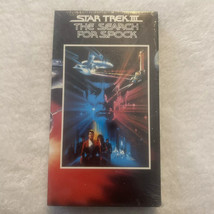 STAR TREK III
THE SEARCH
FOR SPOCK